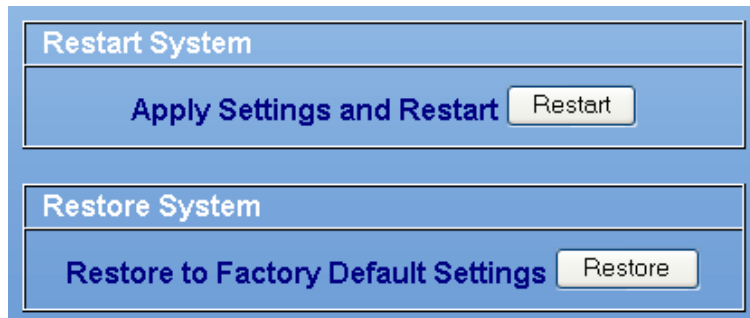 Restart System
Apply Settings and Restart Restart
Restore System
Restore to Factory Default Settings Restore